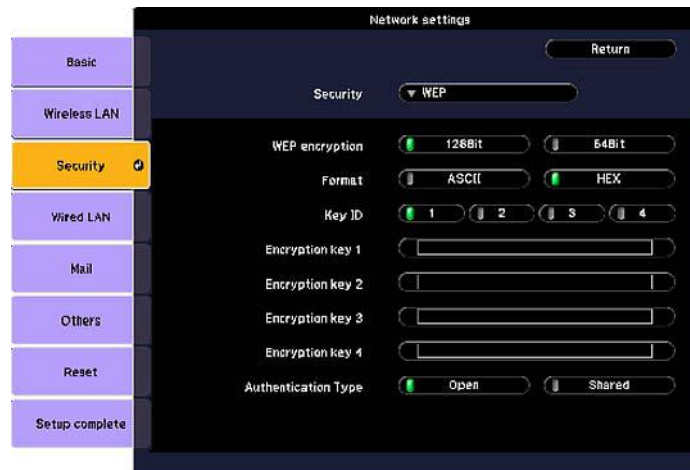 Network settings
Return
Basic
Wireless LAN
Security
Wired LAN
Mail
Others
Reset
Setup complete
Security WEP
WEP encryption 128Bit 64Bit
Format ASCII HEX
Key ID 1 2 3 4
Encryption key 1
Encryption key 2
Encryption key 3
Encryption key 4
Authentication Type Open Shared